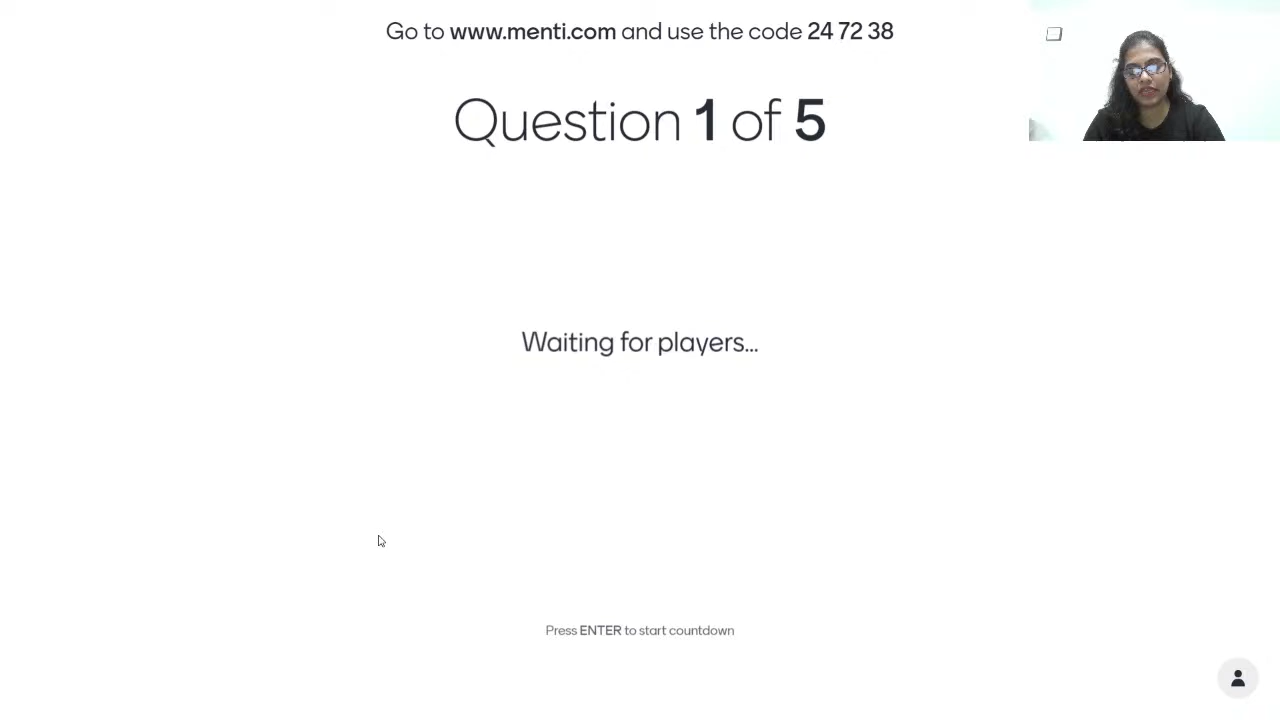 Go to www.menti.com and use the code 24 72 38
Question 1 of 5
Waiting for players...
Press ENTER to start countdown